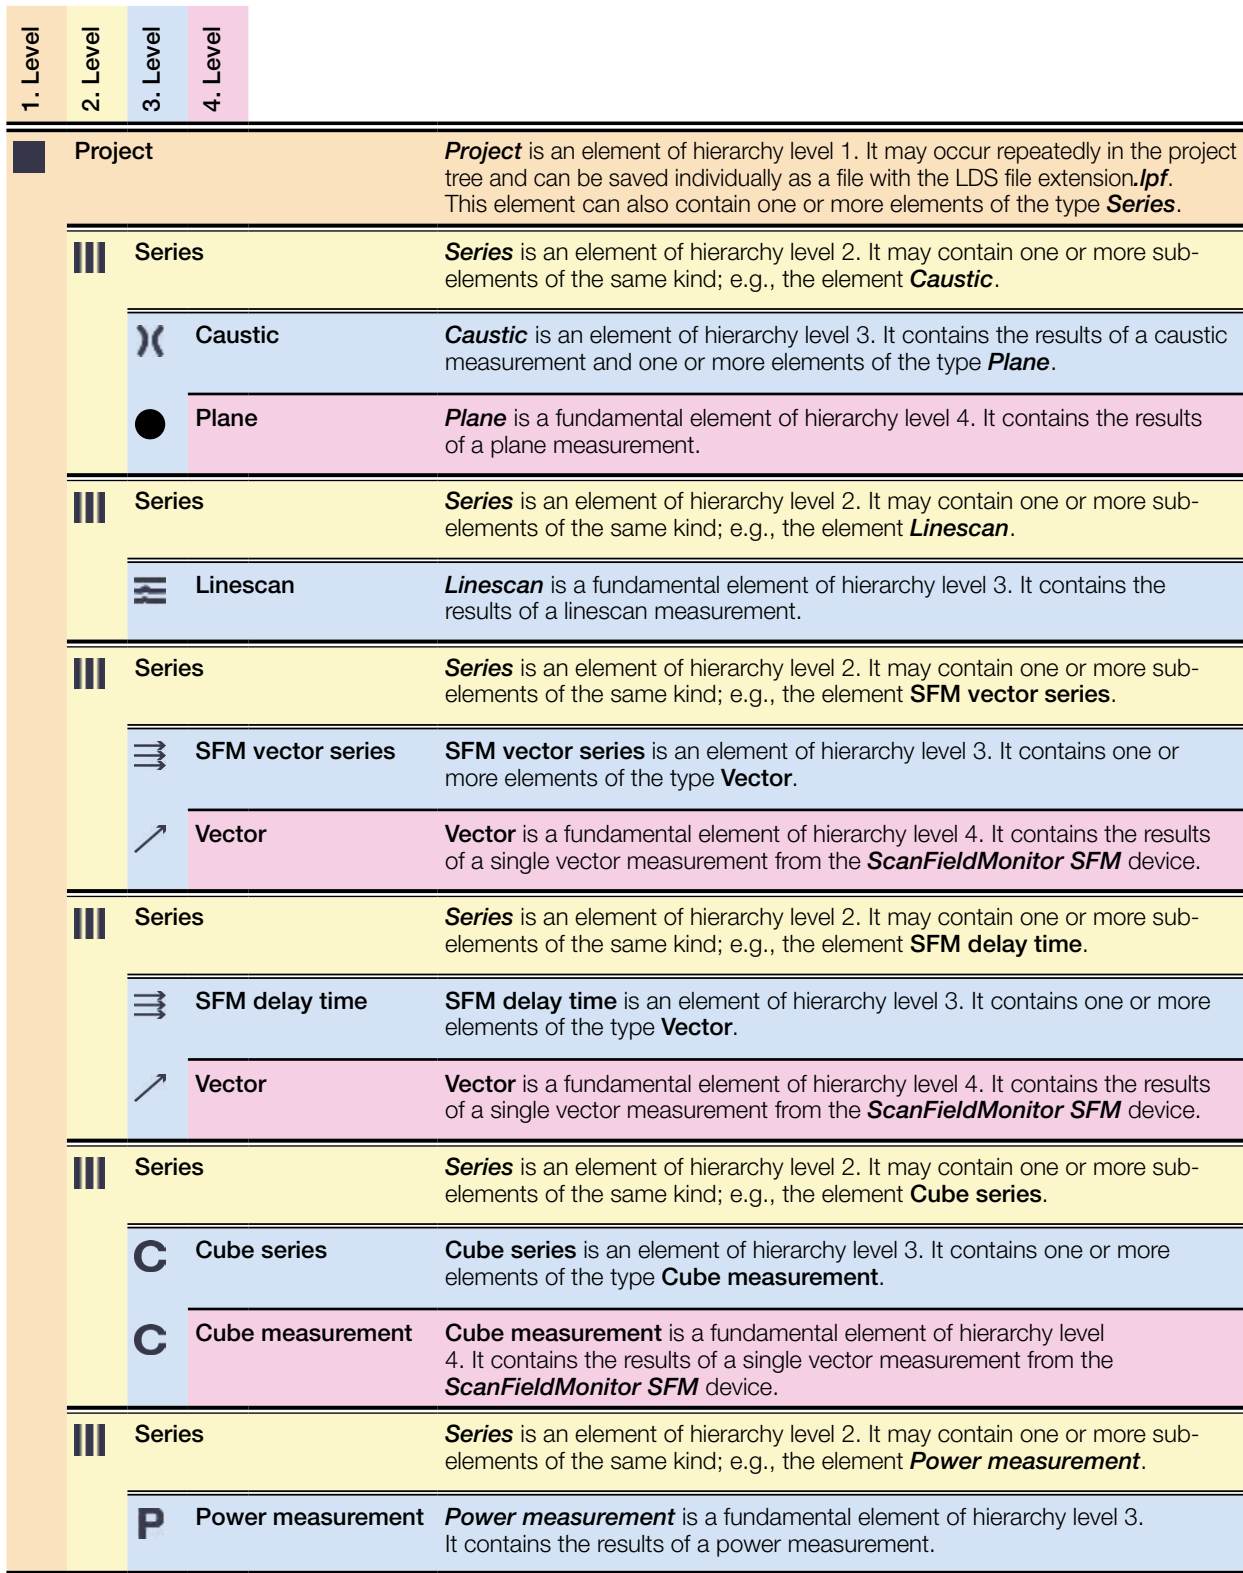 1. Level
2. Level
3. Level
4. Level
Project
Project is an element of hierarchy level 1. It may occur repeatedly in the project
tree and can be saved individually as a file with the LDS file extension.lpf.
This element can also contain one or more elements of the type Series.
Series
Series is an element of hierarchy level 2. It may contain one or more sub-
elements of the same kind; e.g., the element Caustic.
Caustic
Caustic is an element of hierarchy level 3. It contains the results of a caustic
measurement and one or more elements of the type Plane.
Plane
Plane is a fundamental element of hierarchy level 4. It contains the results
of a plane measurement.
Series
Series is an element of hierarchy level 2. It may contain one or more sub-
elements of the same kind; e.g., the element Linescan.
Linescan
Linescan is a fundamental element of hierarchy level 3. It contains the
results of a linescan measurement.
Series
Series is an element of hierarchy level 2. It may contain one or more sub-
elements of the same kind; e.g., the element SFM vector series.
SFM vector series
SFM vector series is an element of hierarchy level 3. It contains one or
more elements of the type Vector.
Vector
Vector is a fundamental element of hierarchy level 4. It contains the results
of a single vector measurement from the ScanFieldMonitor SFM device.
Series
Series is an element of hierarchy level 2. It may contain one or more sub-
elements of the same kind; e.g., the element SFM delay time.
SFM delay time
SFM delay time is an element of hierarchy level 3. It contains one or more
elements of the type Vector.
Vector
Vector is a fundamental element of hierarchy level 4. It contains the results
of a single vector measurement from the ScanFieldMonitor SFM device.
Series
Series is an element of hierarchy level 2. It may contain one or more sub-
elements of the same kind; e.g., the element Cube series.
C
Cube series
Cube series is an element of hierarchy level 3. It contains one or more
elements of the type Cube measurement.
C
Cube measurement
Cube measurement is a fundamental element of hierarchy level
4. It contains the results of a single vector measurement from the
ScanFieldMonitor SFM device.
Series
Series is an element of hierarchy level 2. It may contain one or more sub-
elements of the same kind; e.g., the element Power measurement.
P
Power measurement
Power measurement is a fundamental element of hierarchy level 3.
It contains the results of a power measurement.